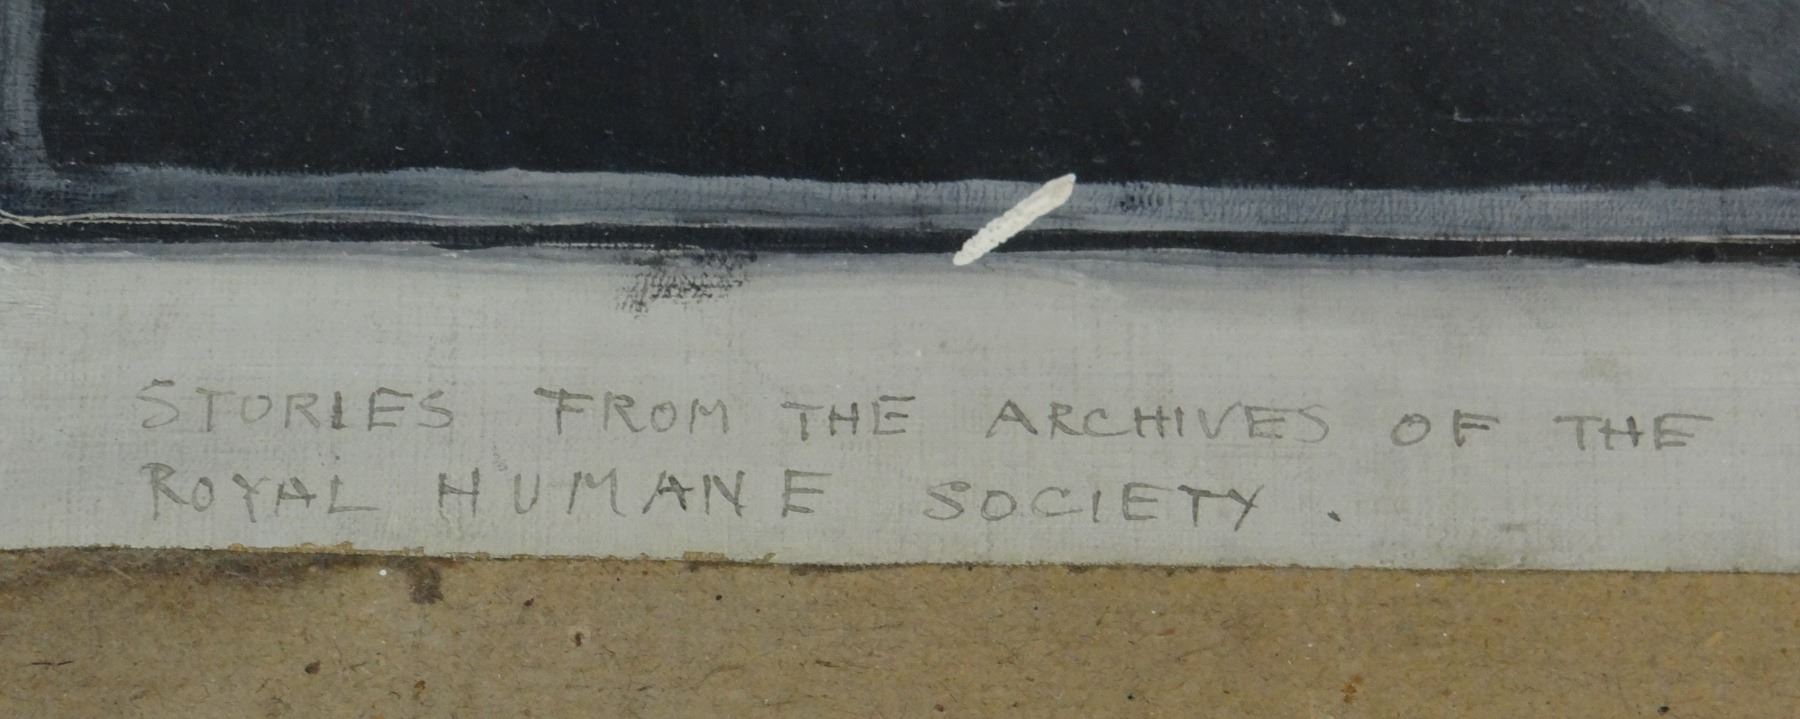 STORIES FROM THE ARCHIVES OF THE
ROYAL HUMANE SOCIETY.